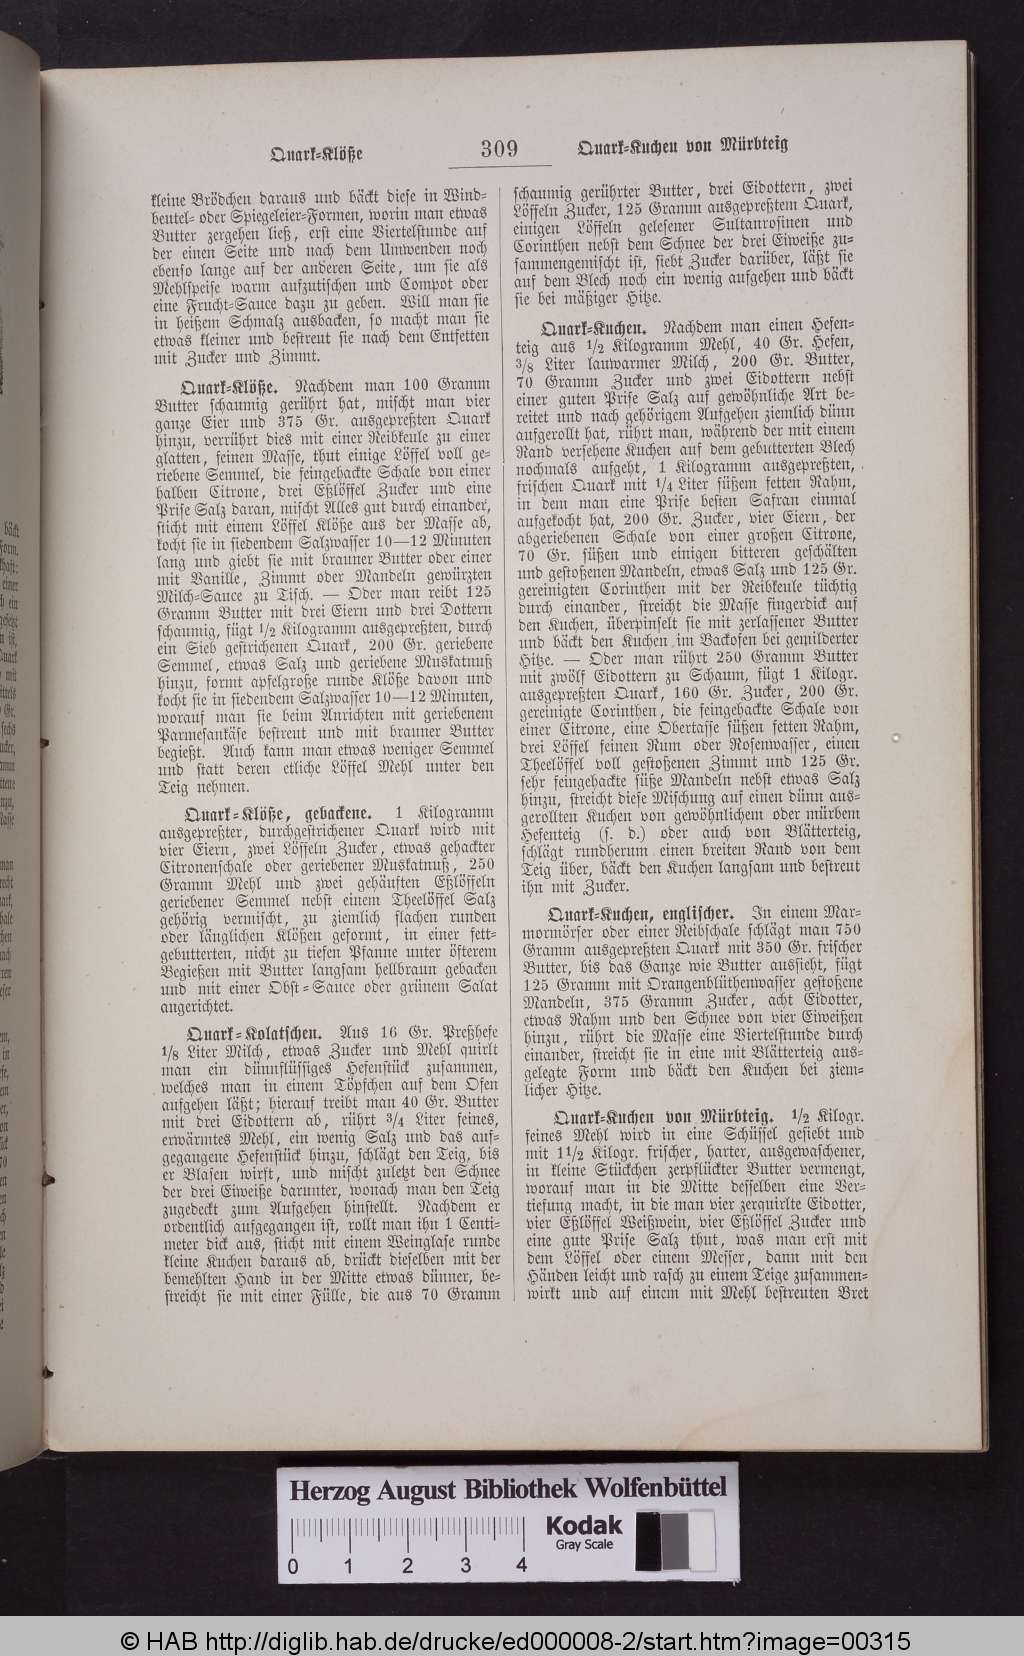 Quark-Klöße
309
Quark-Kuchen von Mürbteig
kleine Brödchen daraus und bäckt diese in Wind-
beutel- oder Spiegeleier-Formen, worin man etwas
Butter zergehen ließ, erst eine Viertelstunde auf
der einen Seite und nach dem Umwenden noch
ebenso lange auf der anderen Seite, um sie als
Mehlspeise warm aufzutischen und Compot oder
eine Frucht-Sauce dazu zu geben. Will man sie
in heißem Schmalz ausbacken, so macht man sie
etwas kleiner und bestreut sie nach dem Entfetten
mit Zucker und Zimmt.
Quark-Klöße. Nachdem man 100 Gramm
Butter schaumig gerührt hat, mischt man vier
ganze Eier und 375 Gr. ausgepreßten Quark
hinzu, verrührt dies mit einer Reibkeule zu einer
glatten, feinen Masse, thut einige Löffel voll ge-
riebene Semmel, die feingehackte Schale von einer
halben Citrone, drei Eßlöffel Zucker und eine
Prise Salz daran, mischt Alles gut durch einander,
sticht mit einem Löffel Klöße aus der Masse ab,
kocht sie in siedendem Salzwasser 10—12 Minuten
lang und giebt sie mit brauner Butter oder einer
mit Vanille, Zimmt oder Mandeln gewürzten
Milch-Sauce zu Tisch. — Oder man reibt 125
Gramm Butter mit drei Eiern und drei Dottern
schaumig, fügt 1/2 Kilogramm ausgepreßten, durch
ein Sieb gestrichenen Quark, 200 Gr. geriebene
Semmel, etwas Salz und geriebene Muskatnuß
hinzu, formt apfelgroße runde Klöße davon und
kocht sie in siedendem Salzwasser 10—12 Minuten,
worauf man sie beim Anrichten mit geriebenem
Parmesankäse bestreut und mit brauner Butter
begießt. Auch kann man etwas weniger Semmel
und statt deren etliche Löffel Mehl unter den
Teig nehmen.
Quark-Klöße, gebackene. 1 Kilogramm
ausgepreßter, durchgestrichener Quark wird mit
vier Eiern, zwei Löffeln Zucker, etwas gehackter
Citronenschale oder geriebener Muskatnuß, 250
Gramm Mehl und zwei gehäuften Eßlöffeln
geriebener Semmel nebst einem Theelöffel Salz
gehörig vermischt, zu ziemlich flachen runden
oder länglichen Klößen geformt, in einer fett-
gebutterten, nicht zu tiefen Pfanne unter öfterem
Begießen mit Butter langsam hellbraun gebacken
und mit einer Obst-Sauce oder grünem Salat
angerichtet.
Quark-Kolatschen. Aus 16 Gr. Preßhefe
1/8 Liter Milch, etwas Zucker und Mehl quirlt
man ein dünnflüssiges Hefenstück zusammen,
welches man in einem Töpfchen auf dem Ofen
aufgehen läßt; hierauf treibt man 40 Gr. Butter
mit drei Eidottern ab, rührt 3/4 Liter feines,
erwärmtes Mehl, ein wenig Salz und das auf-
gegangene Hefenstück hinzu, schlägt den Teig, bis
er Blasen wirft, und mischt zuletzt den Schnee
der drei Eiweiße darunter, wonach man den Teig
zugedeckt zum Aufgehen hinstellt. Nachdem er
ordentlich aufgegangen ist, rollt man ihn 1 Centi-
meter dick aus, sticht mit einem Weinglase runde
kleine Kuchen daraus ab, drückt dieselben mit der
bemehlten Hand in der Mitte etwas dünner, be-
streicht sie mit einer Fülle, die aus 70 Gramm
schaumig gerührter Butter, drei Eidottern, zwei
Löffeln Zucker, 125 Gramm ausgepreßtem Quark,
einigen Löffeln gelesener Sultanrosinen und
Corinthen nebst dem Schnee der drei Eiweiße zu-
sammengemischt ist, siebt Zucker darüber, läßt sie
auf dem Blech noch ein wenig aufgehen und bäckt
sie bei mäßiger Hitze.
Quark-Kuchen. Nachdem man einen Hefen-
teig aus 1/2 Kilogramm Mehl, 40 Gr. Hefen,
3/8 Liter lauwarmer Milch, 200 Gr. Butter,
70 Gramm Zucker und zwei Eidottern nebst
einer guten Prise Salz auf gewöhnliche Art be-
reitet und nach gehörigem Aufgehen ziemlich dünn
aufgerollt hat, rührt man, während der mit einem
Rand versehene Kuchen auf dem gebutterten Blech
nochmals aufgeht, 1 Kilogramm ausgepreßten,
frischen Quark mit 1/4 Liter süßem fetten Rahm,
in dem man eine Prise besten Safran einmal
aufgekocht hat, 200 Gr. Zucker, vier Eiern, der
abgeriebenen Schale von einer großen Citrone,
70 Gr. süßen und einigen bitteren geschälten
und gestoßenen Mandeln, etwas Salz und 125 Gr.
gereinigten Corinthen mit der Reibkeule tüchtig
durch einander, streicht die Masse fingerdick auf
den Kuchen, überpinselt sie mit zerlassener Butter
und bäckt den Kuchen im Backofen bei gemilderter
Hitze. — Oder man rührt 250 Gramm Butter
mit zwölf Eidottern zu Schaum, fügt 1 Kilogr.
ausgepreßten Quark, 160 Gr. Zucker, 200 Gr.
gereinigte Corinthen, die feingehackte Schale von
einer Citrone, eine Obertasse süßen fetten Rahm,
drei Löffel feinen Rum oder Rosenwasser, einen
Theelöffel voll gestoßenen Zimmt und 125 Gr.
sehr feingehackte süße Mandeln nebst etwas Salz
hinzu, streicht diese Mischung auf einen dünn aus-
gerollten Kuchen von gewöhnlichem oder mürbem
Hefenteig (s. d.) oder auch von Blätterteig,
schlägt rundherum einen breiten Rand von dem
Teig über, bäckt den Kuchen langsam und bestreut
ihn mit Zucker.
Quark-Kuchen, englischer. In einem Mar-
mormörser oder einer Reibschale schlägt man 750
Gramm ausgepreßten Quark mit 350 Gr. frischer
Butter, bis das Ganze wie Butter aussieht, fügt
125 Gramm mit Orangenblüthenwasser gestoßene
Mandeln, 375 Gramm Zucker, acht Eidotter,
etwas Rahm und den Schnee von vier Eiweißen
hinzu, rührt die Masse eine Viertelstunde durch
einander, streicht sie in eine mit Blätterteig aus-
gelegte Form und bäckt den Kuchen bei ziem-
licher Hitze.
Quark-Kuchen von Mürbteig. 1/2 Kilogr.
feines Mehl wird in eine Schüssel gesiebt und
mit 1 1/2 Kilogr. frischer, harter, ausgewaschener,
in kleine Stückchen zerpflückter Butter vermengt,
worauf man in die Mitte desselben eine Ver-
tiefung macht, in die man vier zerquirlte Eidotter,
vier Eßlöffel Weißwein, vier Eßlöffel Zucker und
eine gute Prise Salz thut, was man erst mit
dem Löffel oder einem Messer, dann mit den
Händen leicht und rasch zu einem Teige zusammen-
wirkt und auf einem mit Mehl bestreuten Bret
Herzog August Bibliothek Wolfenbüttel
0 1 2 3 4
Kodak
Gray Scale
© HAB http://diglib.hab.de/drucke/ed000008-2/start.htm?image=00315